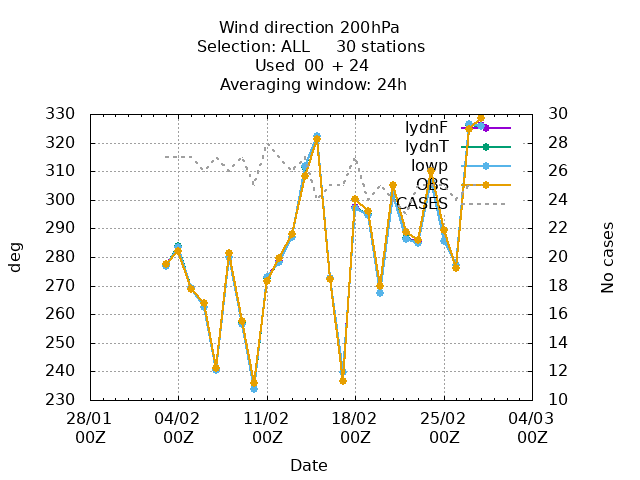 Wind direction 200hPa
Selection: ALL     30 stations
Used  00 + 24
Averaging window: 24h
deg
No cases
330
320
310
300
290
280
270
260
250
240
230
30
28
26
24
22
20
18
16
14
12
10
lydnF
lydnT
lowp
OBS
CASES
28/01 04/02 11/02 18/02 25/02 04/03
00Z 00Z 00Z 00Z 00Z 00Z
Date